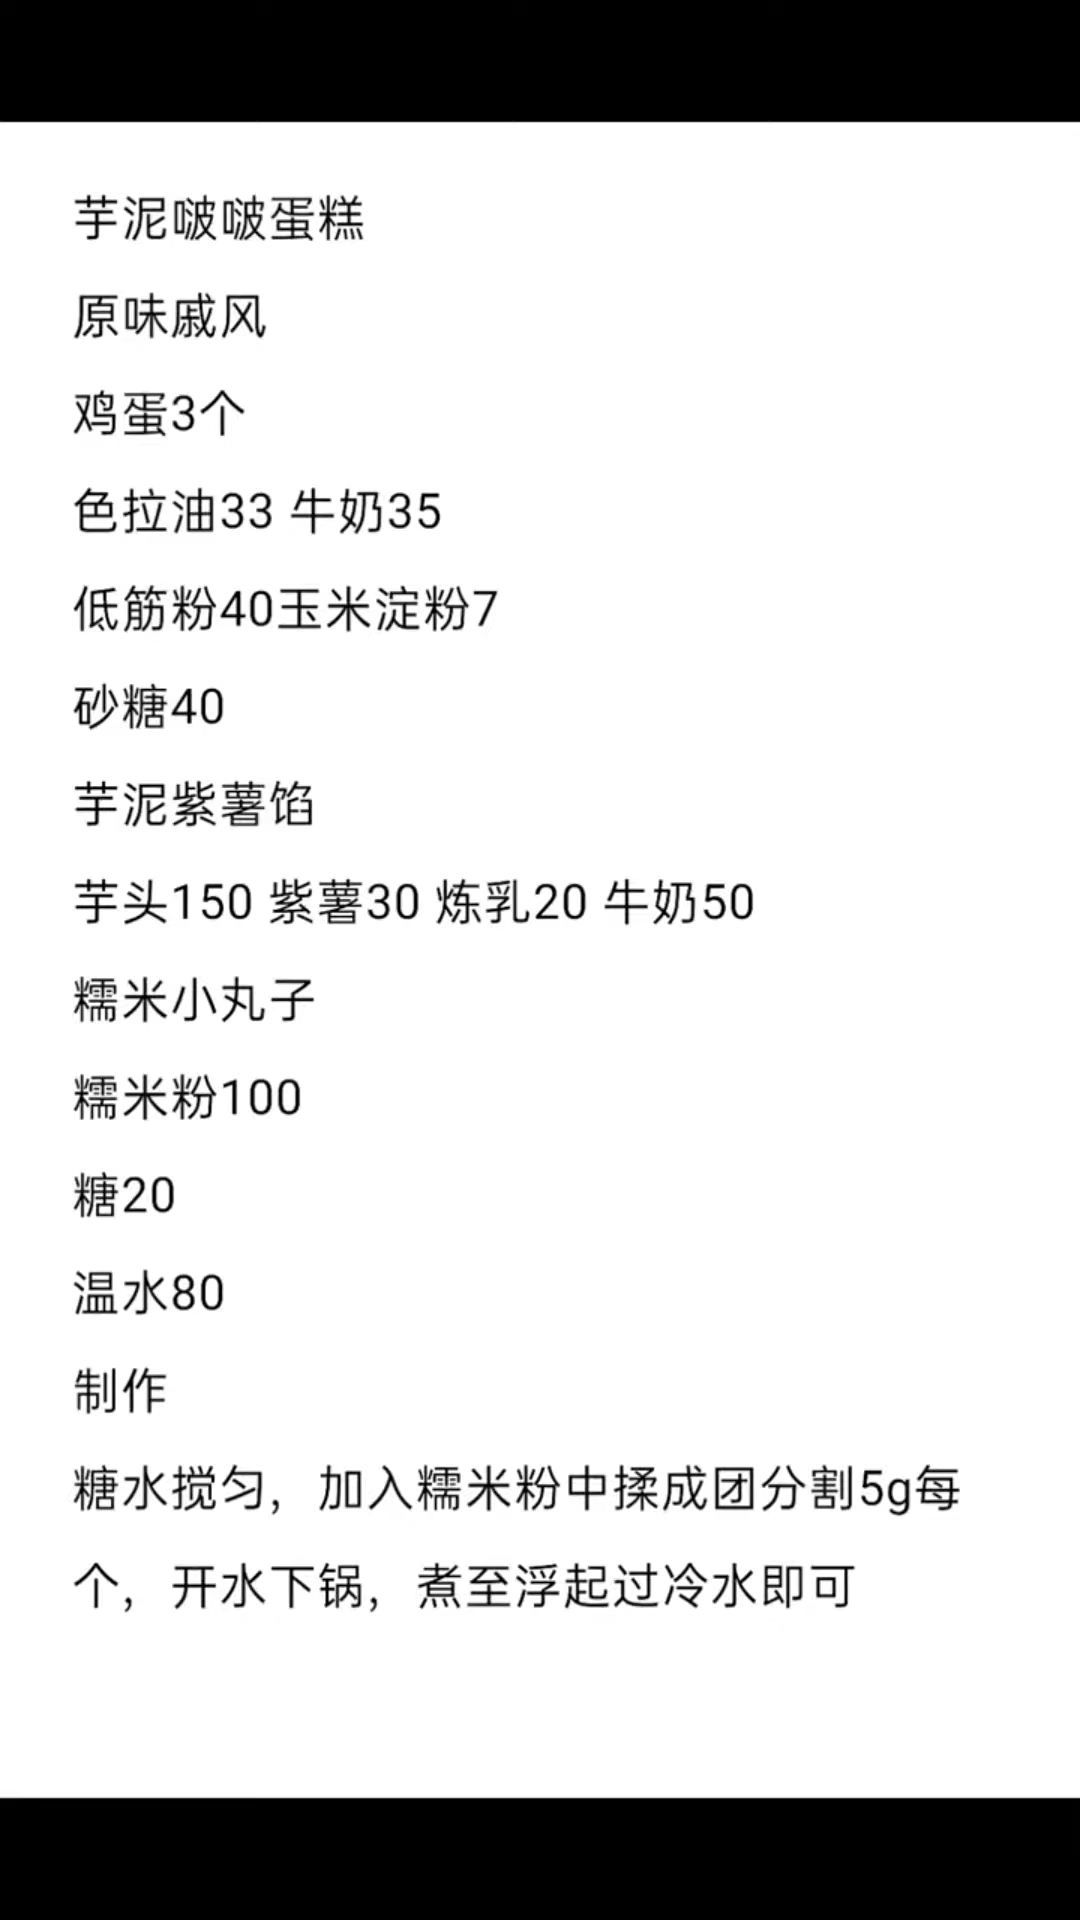 芋泥啵啵蛋糕
原味戚风
鸡蛋3个
色拉油33 牛奶35
低筋粉40玉米淀粉7
砂糖40
芋泥紫薯馅
芋头150 紫薯30 炼乳20 牛奶50
糯米小丸子
糯米粉100
糖20
温水80
制作
糖水搅匀，加入糯米粉中揉成团分割5g每
个，开水下锅，煮至浮起过冷水即可